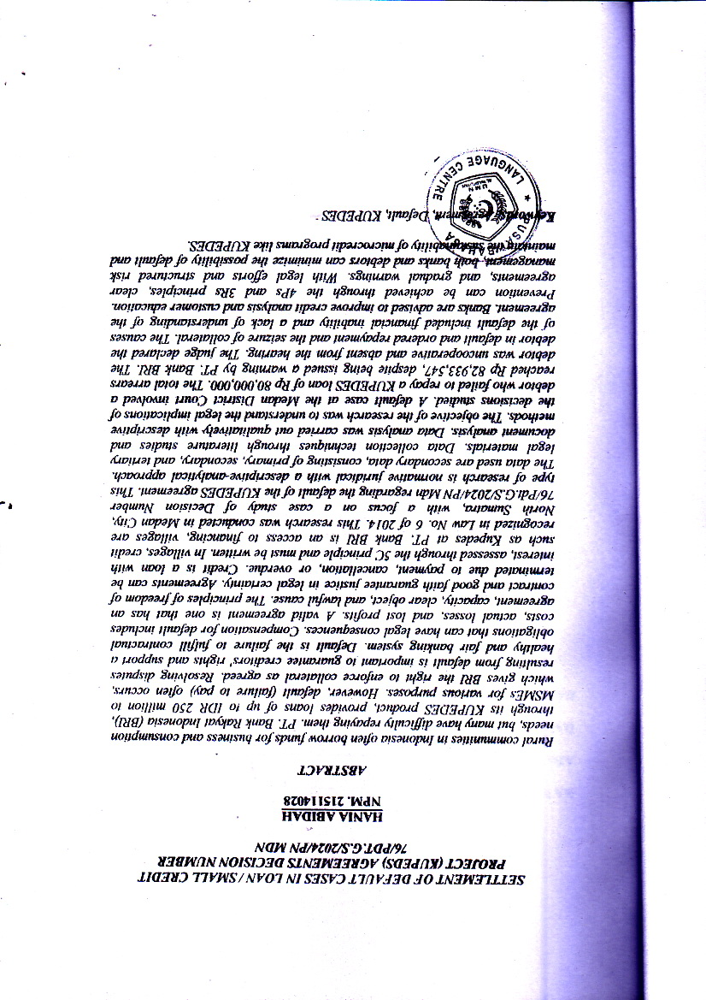 SETTLEMENT OF DEFAULT CASES IN LOAN / SMALL CREDIT
PROJECT (KUPEDS) AGREEMENTS DECISION NUMBER
76/PDT.G.S/2024/PN MDN
HANIA ABIDAH
NPM. 215114028
ABSTRACT
Rural communities in Indonesia often borrow funds for business and consumption
needs, but many have difficulty repaying them. PT. Bank Rakyat Indonesia (BRI),
through its KUPEDES product, provides loans of up to IDR 250 million to
MSMEs for various purposes. However, default (failure to pay) often occurs,
which gives BRI the right to enforce collateral as agreed. Resolving disputes
resulting from default is important to guarantee creditors' rights and support a
healthy and fair banking system. Default is the failure to fulfill contractual
obligations that can have legal consequences. Compensation for default includes
costs, actual losses, and lost profits. A valid agreement is one that has an
agreement, capacity, clear object, and lawful cause. The principles of freedom of
contract and good faith guarantee justice in legal certainty. Agreements can be
terminated due to payment, cancellation, or overdue. Credit is a loan with
interest, assessed through the 5C principle and must be written. In villages, credit
such as Kupedes at PT. Bank BRI is an access to financing, villages are
recognized in Law No. 6 of 2014. This research was conducted in Medan City,
North Sumatra, with a focus on a case study of Decision Number
76/Pdt.G.S/2024/PN Mdn regarding the default of the KUPEDES agreement. This
type of research is normative juridical with a descriptive-analytical approach.
The data used are secondary data, consisting of primary, secondary, and tertiary
legal materials. Data collection techniques through literature studies and
document analysis. Data analysis was carried out qualitatively with descriptive
methods. The objective of the research was to understand the legal implications of
the decisions studied. A default case at the Medan District Court involved a
debtor who failed to repay a KUPEDES loan of Rp 80,000,000. The total arrears
reached Rp 82,933,547, despite being issued a warning by PT. Bank BRI. The
debtor was uncooperative and absent from the hearing. The judge declared the
debtor in default and ordered repayment and the seizure of collateral. The causes
of the default included financial inability and a lack of understanding of the
agreement. Banks are advised to improve credit analysis and customer education.
Prevention can be achieved through the 4Ps and 3Rs principles, clear
agreements, and gradual warnings. With legal efforts and structured risk
management, both banks and debtors can minimize the possibility of default and
maintain the sustainability of microcredit programs like KUPEDES.
Keywords: Agreement, Default, KUPEDES
PUSAT BAHASA
UMN
LANGUAGE CENTRE